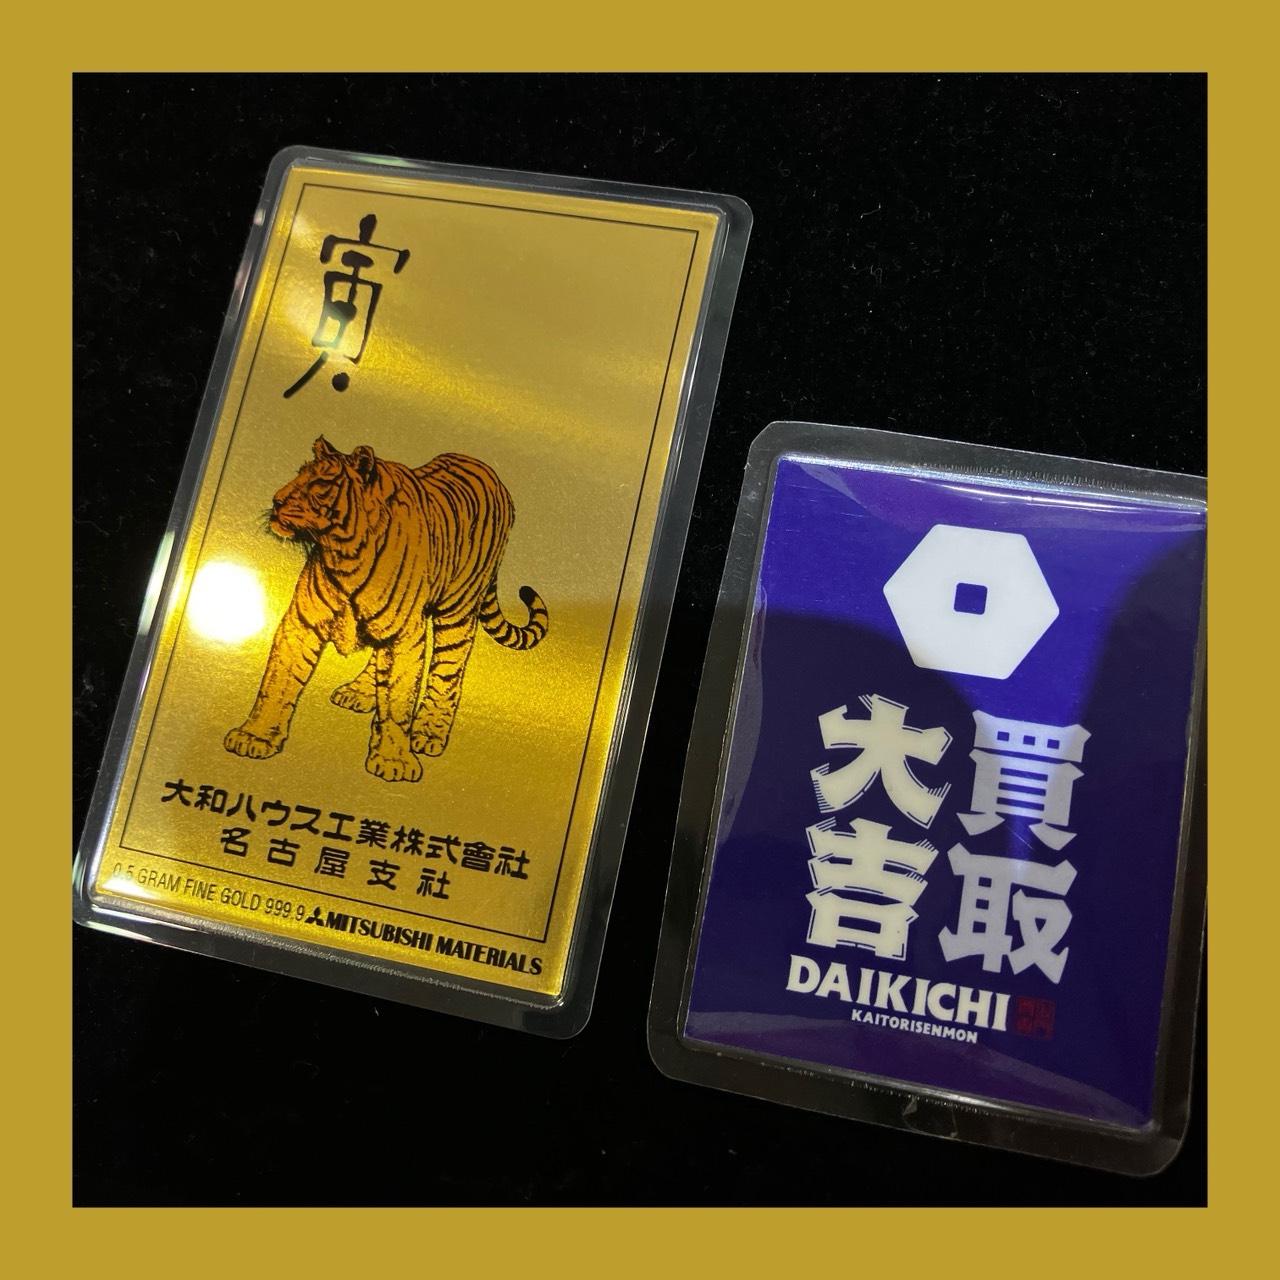 寅
大和ハウス工業株式會社
名古屋支社
0.5 GRAM FINE GOLD 999.9 MITSUBISHI MATERIALS
買取
大吉
DAIKICHI
KAITORISENMON